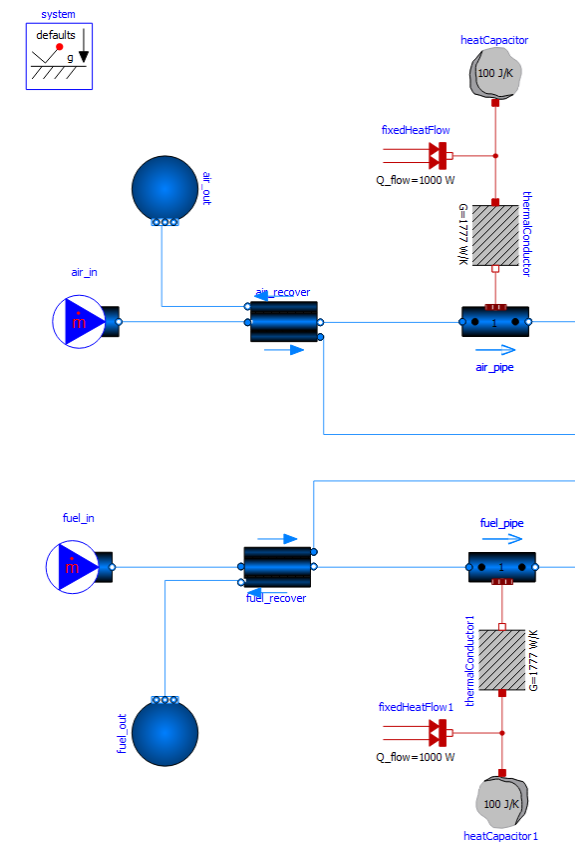 system
defaults
g
heatCapacitor
100 J/K
fixedHeatFlow
Q_flow=1000 W
thermalConductor
G=1777 W/K
air_out
air_in
ṁ
air_recover
1
air_pipe
fuel_in
ṁ
fuel_recover
fuel_pipe
1
thermalConductor1
G=1777 W/K
fixedHeatFlow1
Q_flow=1000 W
fuel_out
100 J/K
heatCapacitor1